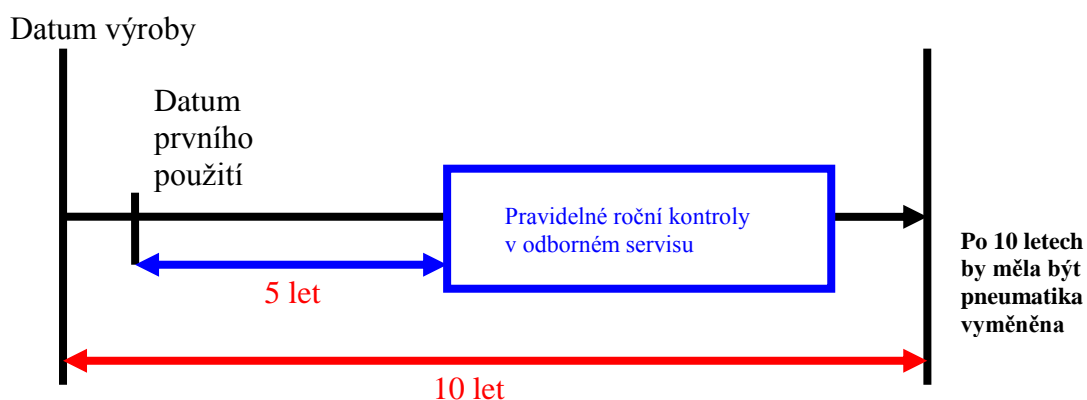 Datum výroby
Datum
prvního
použití
Pravidelné roční kontroly
v odborném servisu
5 let
Po 10 letech
by měla být
pneumatika
vyměněna
10 let